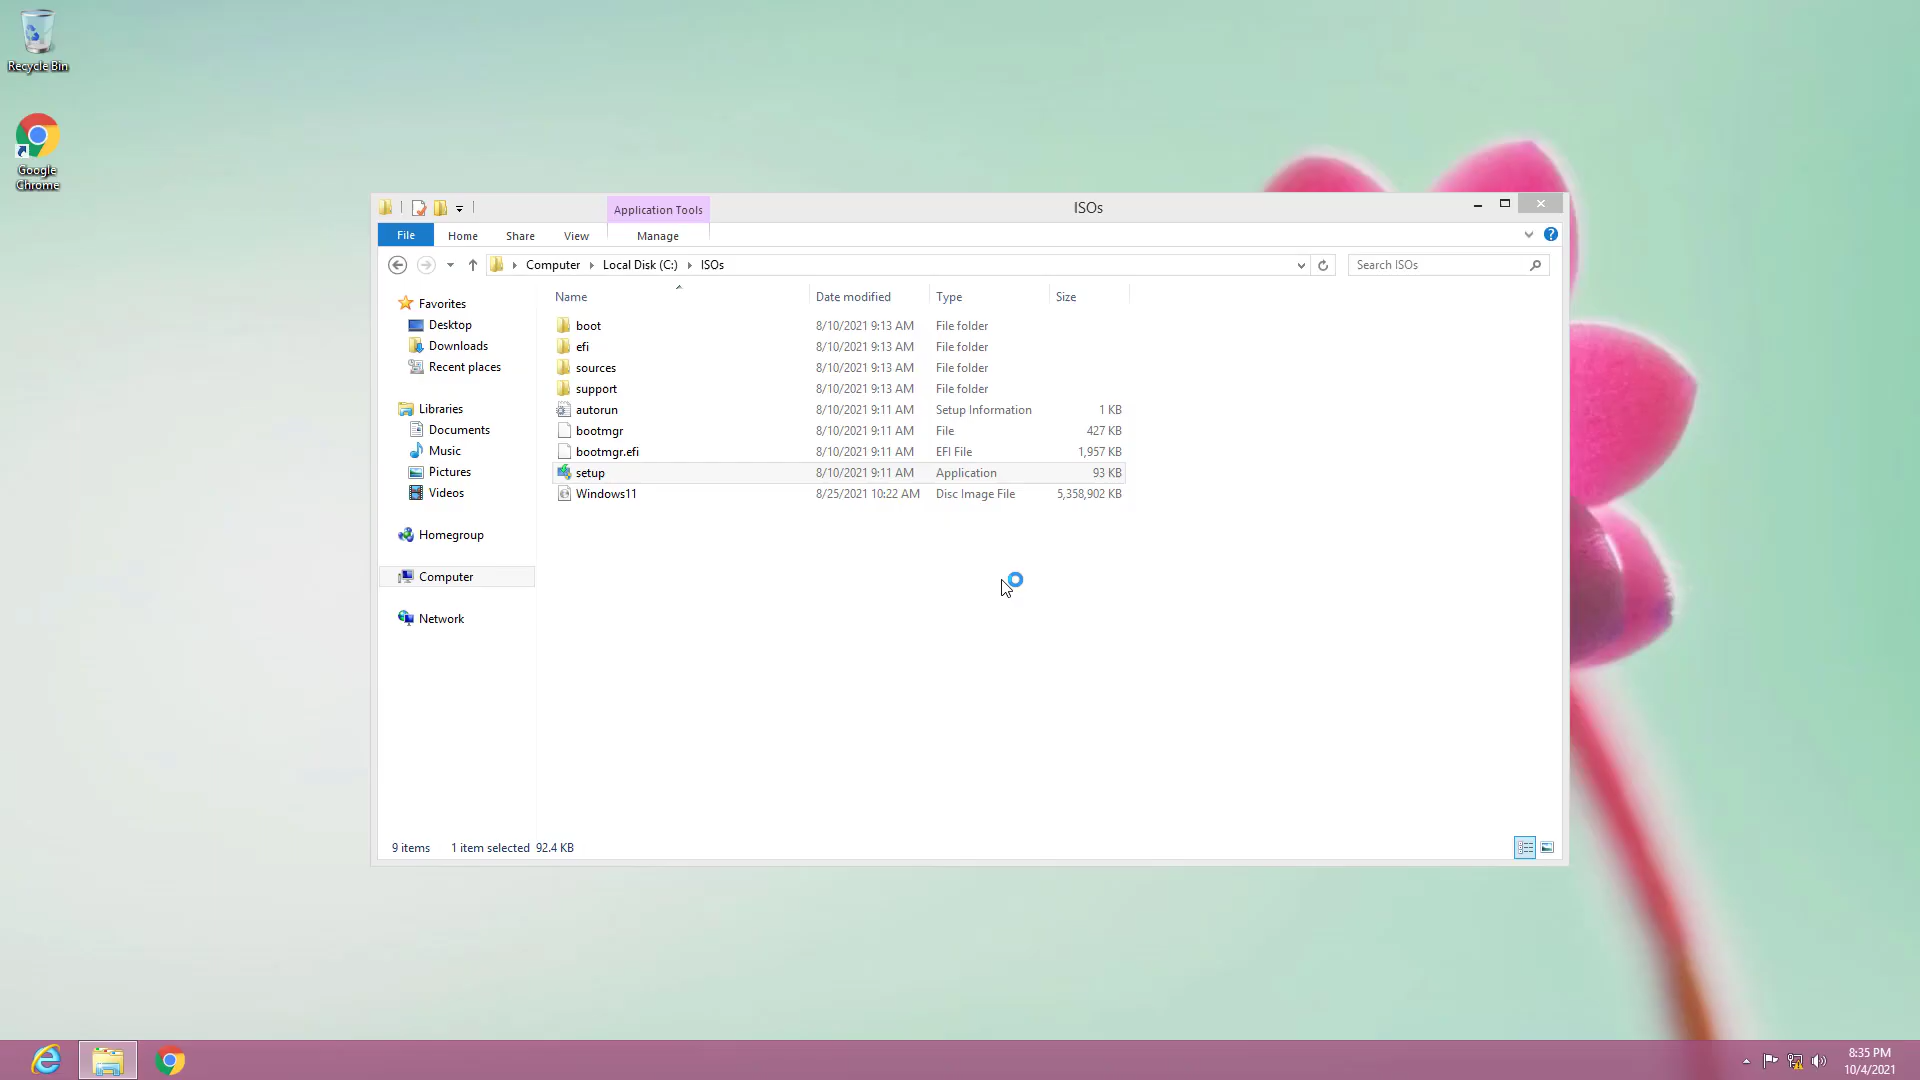 Recycle Bin
Google
Chrome
Application Tools
ISOs
File
Home
Share
View
Manage
Computer
Local Disk (C:)
ISOs
Search ISOs
Favorites
Desktop
Downloads
Recent places
Libraries
Documents
Music
Pictures
Videos
Homegroup
Computer
Network
Name Date modified Type Size
boot 8/10/2021 9:13 AM File folder
efi 8/10/2021 9:13 AM File folder
sources 8/10/2021 9:13 AM File folder
support 8/10/2021 9:13 AM File folder
autorun 8/10/2021 9:11 AM Setup Information 1 KB
bootmgr 8/10/2021 9:11 AM File 427 KB
bootmgr.efi 8/10/2021 9:11 AM EFI File 1,957 KB
setup 8/10/2021 9:11 AM Application 93 KB
Windows11 8/25/2021 10:22 AM Disc Image File 5,358,902 KB
9 items 1 item selected 92.4 KB
8:35 PM
10/4/2021